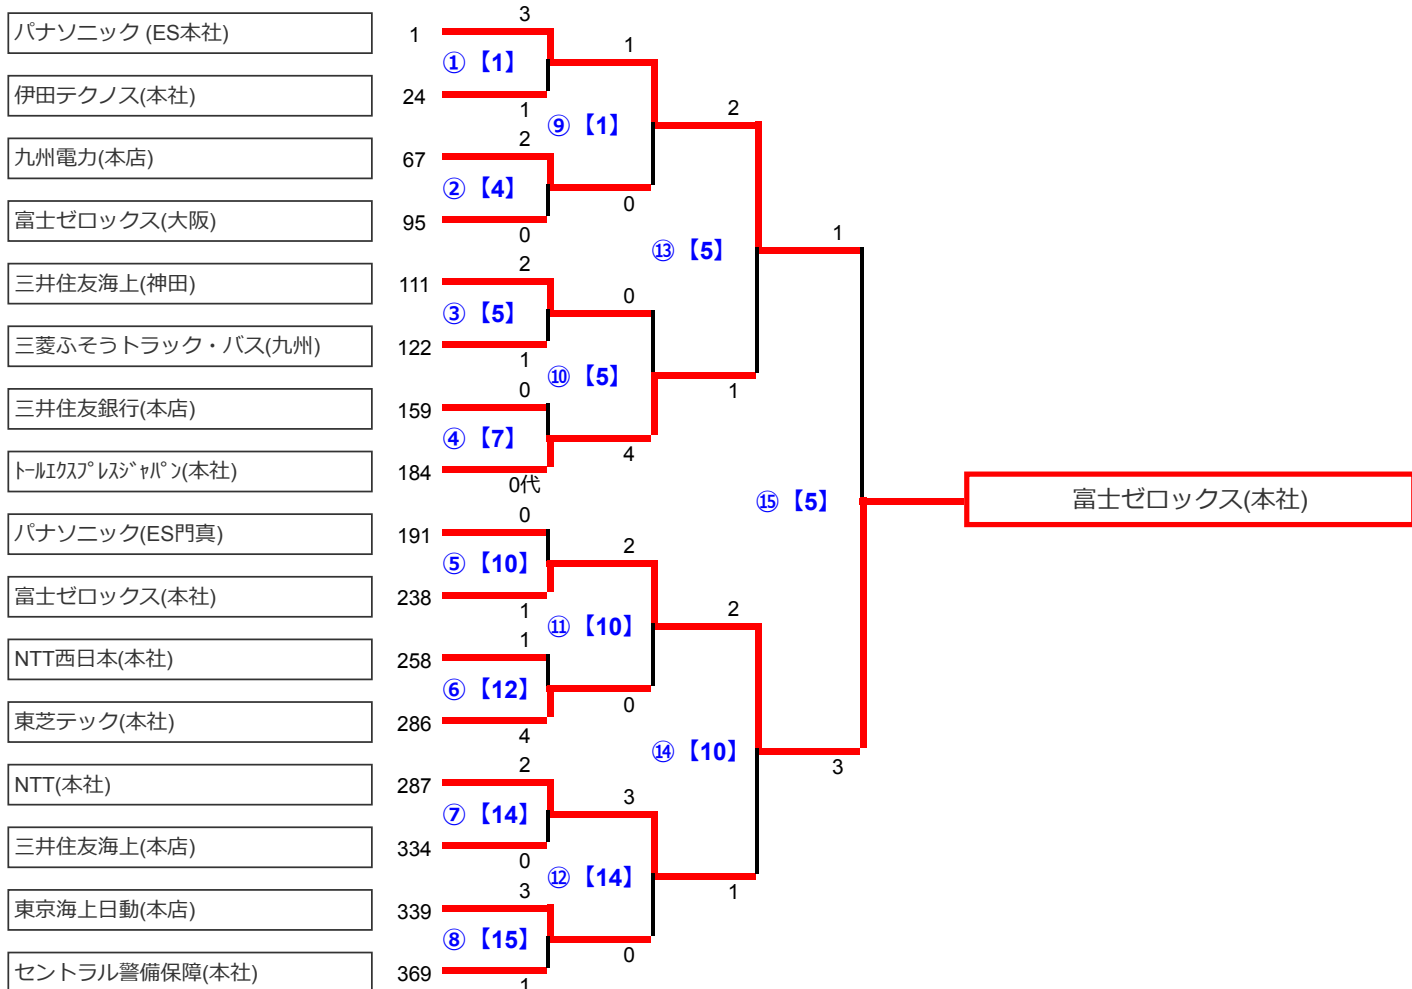 パナソニック (ES本社) 1 3
① 【1】 1
伊田テクノス(本社) 24 1
⑨ 【1】 2
九州電力(本店) 67 2
② 【4】 0
富士ゼロックス(大阪) 95 0
⑬ 【5】 1
三井住友海上(神田) 111 2
③ 【5】 0
三菱ふそうトラック・バス(九州) 122 1
⑩ 【5】 1
三井住友銀行(本店) 159 0
④ 【7】 4
ﾄｰﾙｴｸｽﾌﾟﾚｽｼﾞｬﾊﾟﾝ(本社) 184 0代
⑮ 【5】 富士ゼロックス(本社)
パナソニック(ES門真) 191 0
⑤ 【10】 2
富士ゼロックス(本社) 238 1
⑪ 【10】 2
NTT西日本(本社) 258 1
⑥ 【12】 0
東芝テック(本社) 286 4
⑭ 【10】 3
NTT(本社) 287 2
⑦ 【14】 3
三井住友海上(本店) 334 0
⑫ 【14】 1
東京海上日動(本店) 339 3
⑧ 【15】 0
セントラル警備保障(本社) 369 1